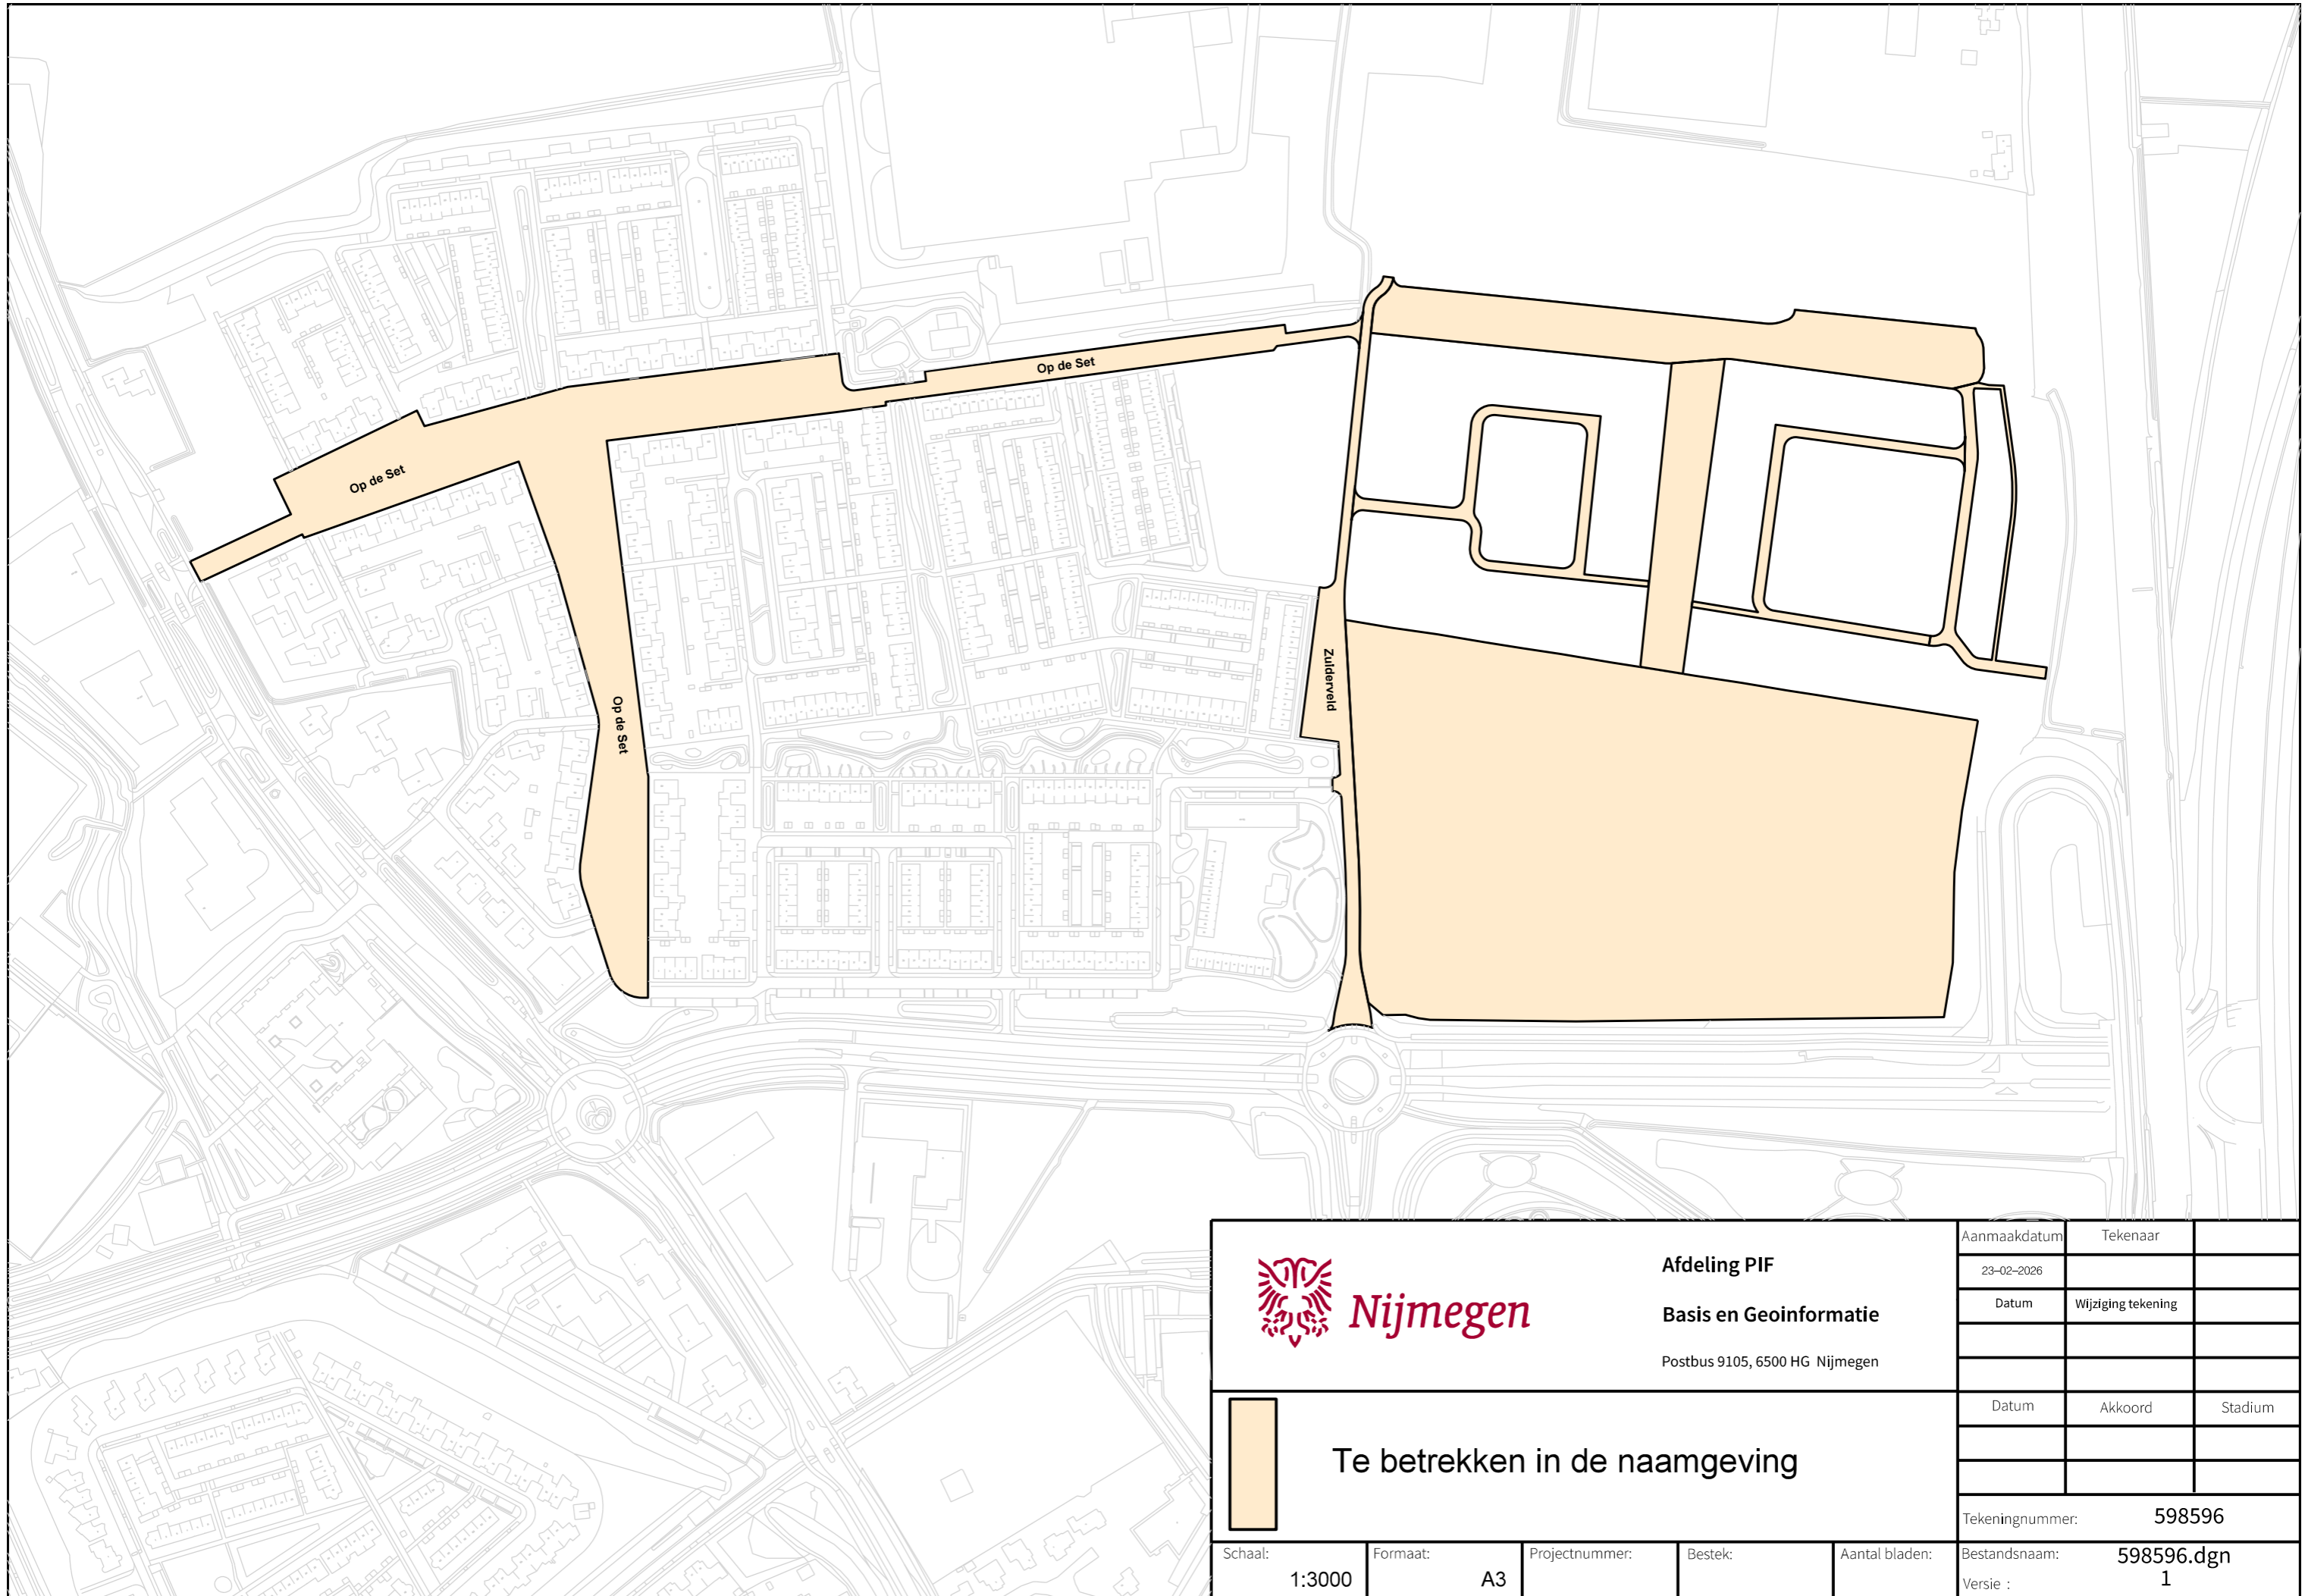 Op de Set
Op de Set
Op de Set
Zuiderveld
Nijmegen
Afdeling PIF
Basis en Geoinformatie
Postbus 9105, 6500 HG Nijmegen
Te betrekken in de naamgeving
Aanmaakdatum Tekenaar
23-02-2026
Datum Wijziging tekening
Datum Akkoord Stadium
Tekeningnummer: 598596
Schaal: Formaat: Projectnummer: Bestek: Aantal bladen: Bestandsnaam: 598596.dgn
1:3000 A3 Versie : 1